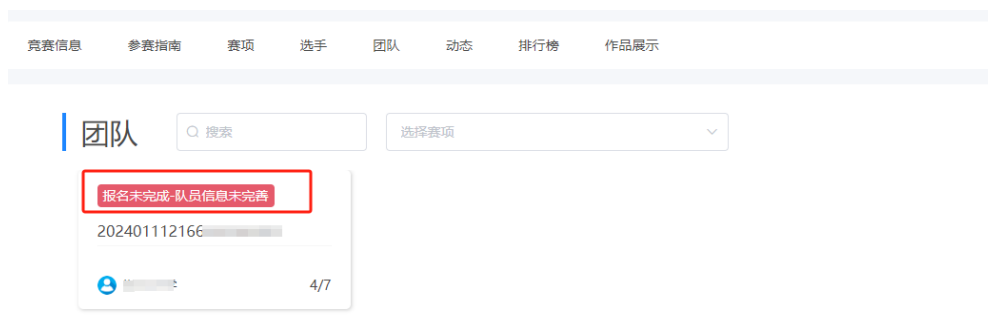 竞赛信息 参赛指南 赛项 选手 团队 动态 排行榜 作品展示
团队 搜索 选择赛项
报名未完成-队员信息未完善
202401112166
4/7